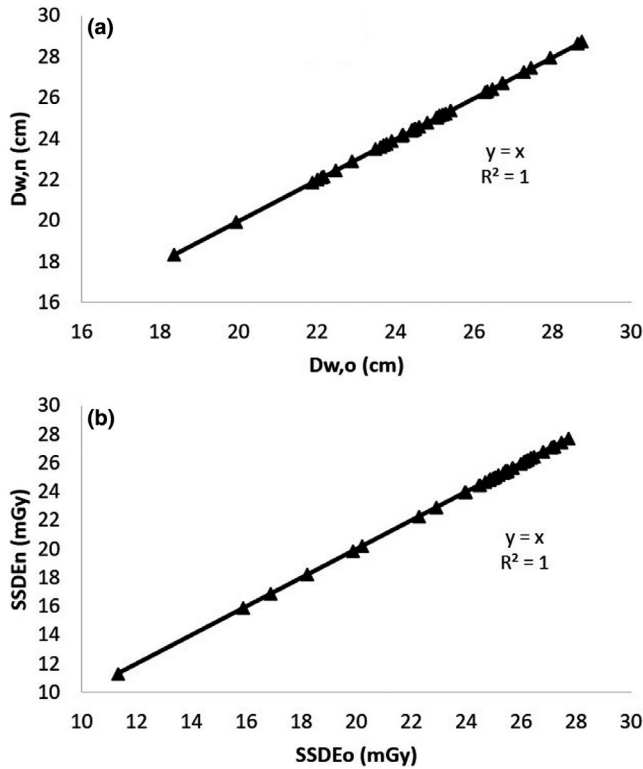 (a)
Dw,n (cm)
30
28
26
24
22
20
18
16
y = x
R² = 1
16 18 20 22 24 26 28 30
Dw,o (cm)
(b)
SSDEn (mGy)
30
28
26
24
22
20
18
16
14
12
10
y = x
R² = 1
10 12 14 16 18 20 22 24 26 28 30
SSDEo (mGy)